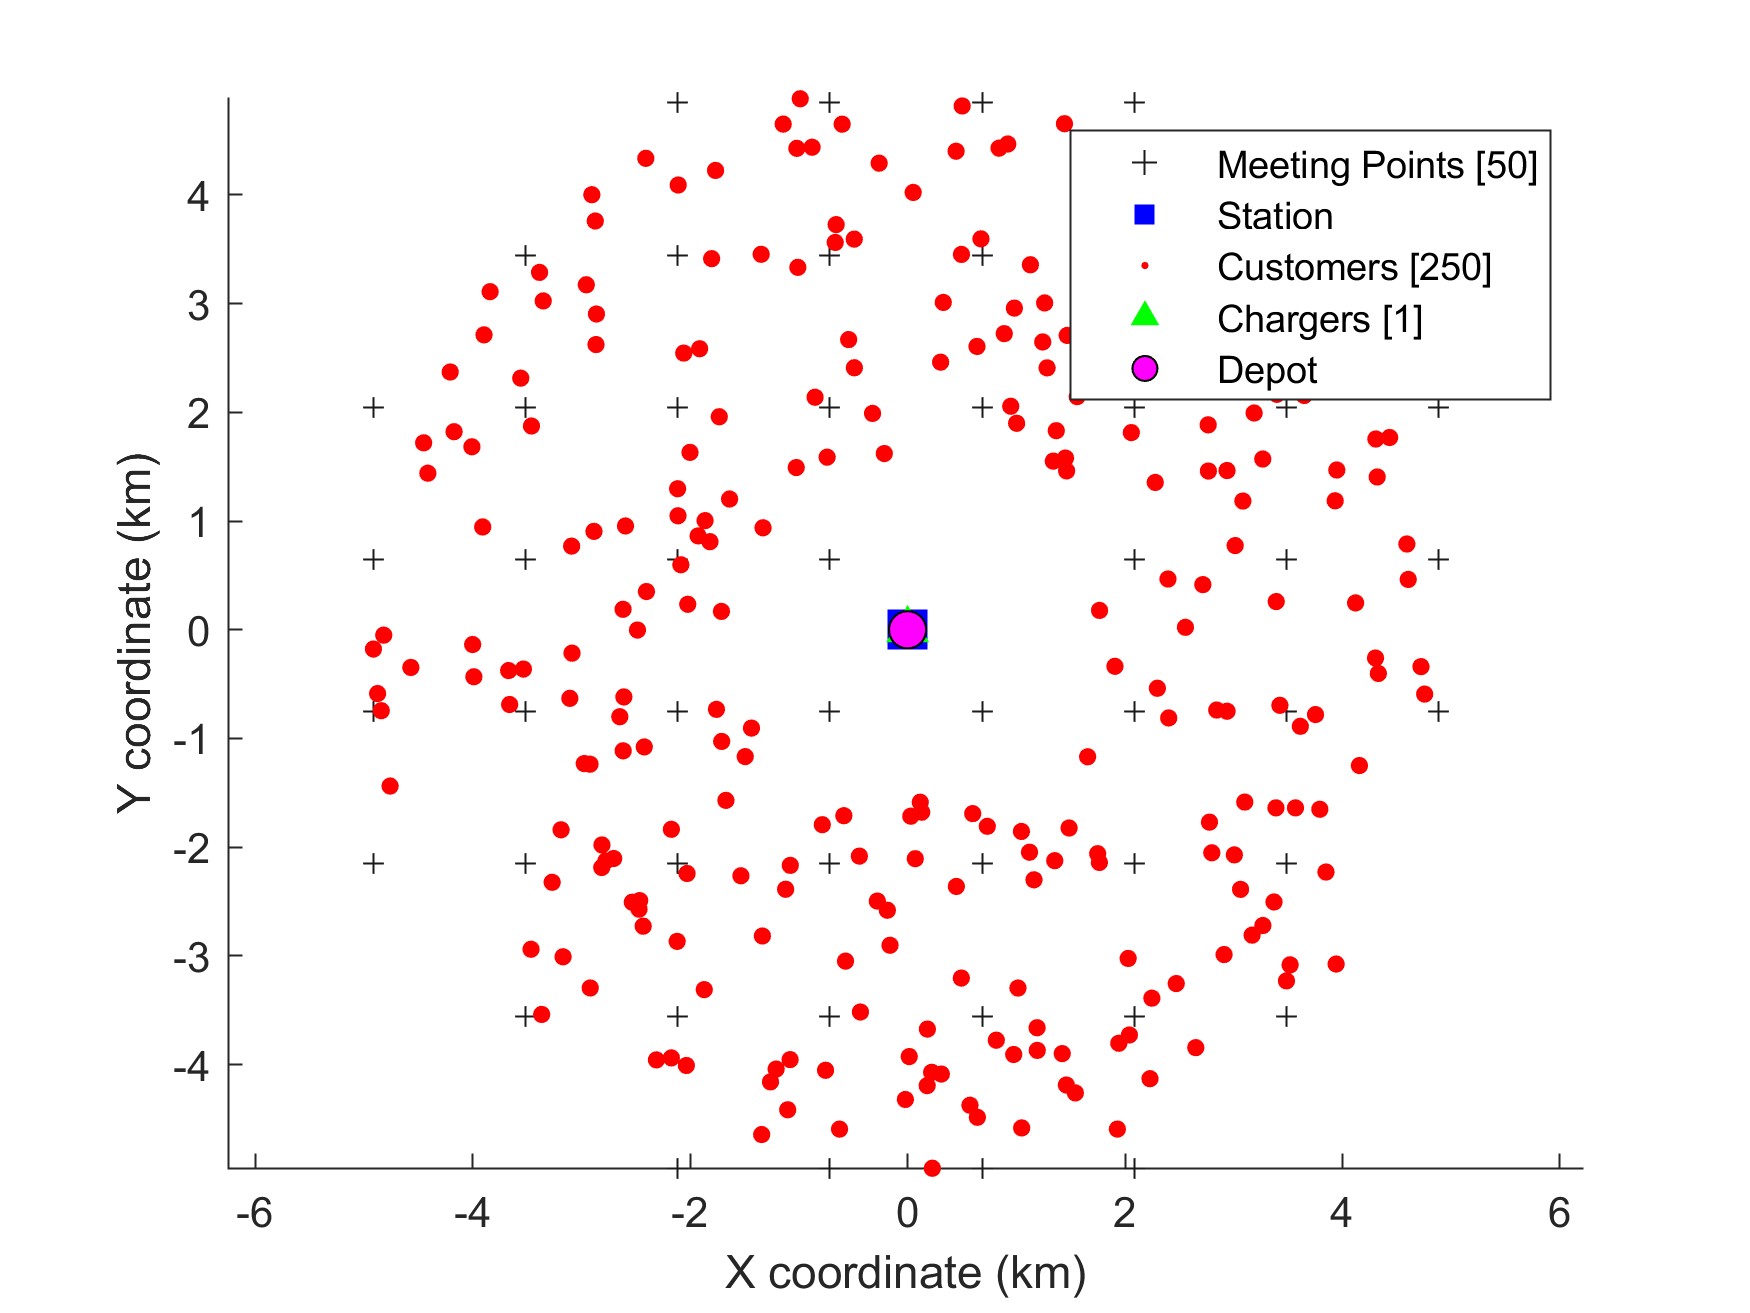 Meeting Points [50]
Station
Customers [250]
Chargers [1]
Depot
4
3
2
1
0
-1
-2
-3
-4
Y coordinate (km)
-6 -4 -2 0 2 4 6
X coordinate (km)